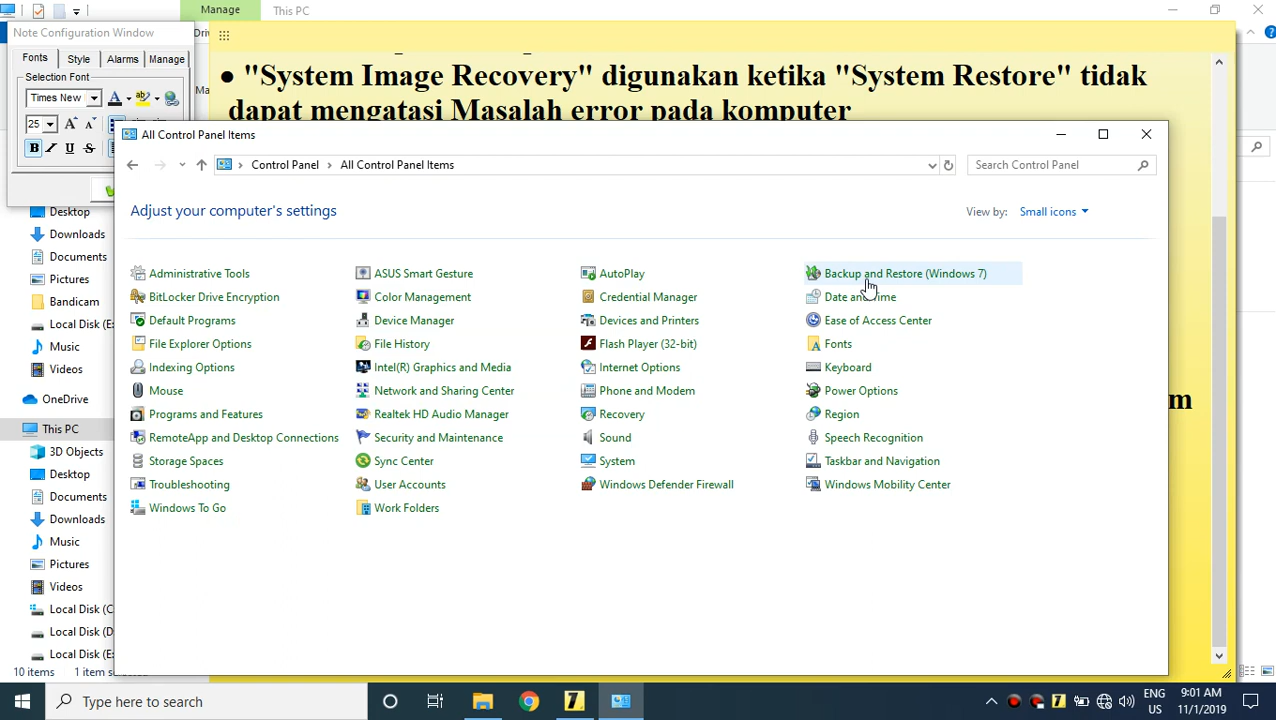 Manage
This PC
Note Configuration Window
Fonts
Style
Alarms
Manage
Selection Font
Times New
25
B
I
U
S
• "System Image Recovery" digunakan ketika "System Restore" tidak
dapat mengatasi Masalah error pada komputer
All Control Panel Items
Control Panel > All Control Panel Items
Search Control Panel
Adjust your computer's settings
View by: Small icons
Administrative Tools
ASUS Smart Gesture
AutoPlay
Backup and Restore (Windows 7)
BitLocker Drive Encryption
Color Management
Credential Manager
Date and Time
Default Programs
Device Manager
Devices and Printers
Ease of Access Center
File Explorer Options
File History
Flash Player (32-bit)
Fonts
Indexing Options
Intel(R) Graphics and Media
Internet Options
Keyboard
Mouse
Network and Sharing Center
Phone and Modem
Power Options
Programs and Features
Realtek HD Audio Manager
Recovery
Region
RemoteApp and Desktop Connections
Security and Maintenance
Sound
Speech Recognition
Storage Spaces
Sync Center
System
Taskbar and Navigation
Troubleshooting
User Accounts
Windows Defender Firewall
Windows Mobility Center
Windows To Go
Work Folders
Desktop
Downloads
Documents
Pictures
Bandicam
Local Disk (E
Music
Videos
OneDrive
This PC
3D Objects
Desktop
Documents
Downloads
Music
Pictures
Videos
Local Disk (C
Local Disk (D
Local Disk (E
m
10 items
1 item
Type here to search
ENG
US
9:01 AM
11/1/2019